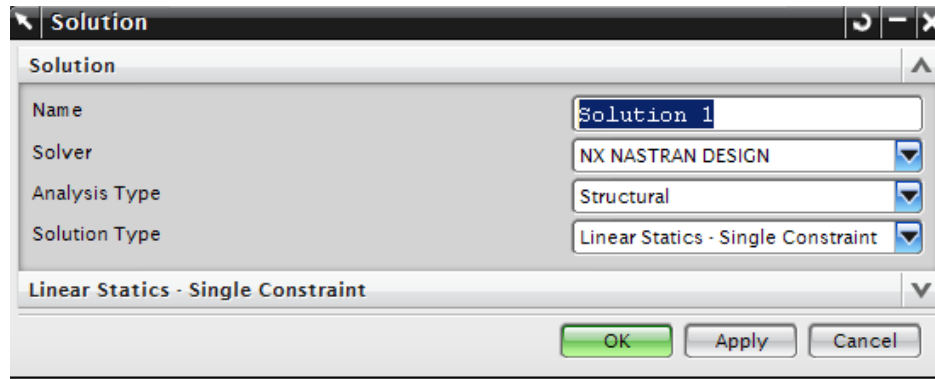 Solution
Solution
Name Solution 1
Solver NX NASTRAN DESIGN
Analysis Type Structural
Solution Type Linear Statics - Single Constraint
Linear Statics - Single Constraint
OK Apply Cancel